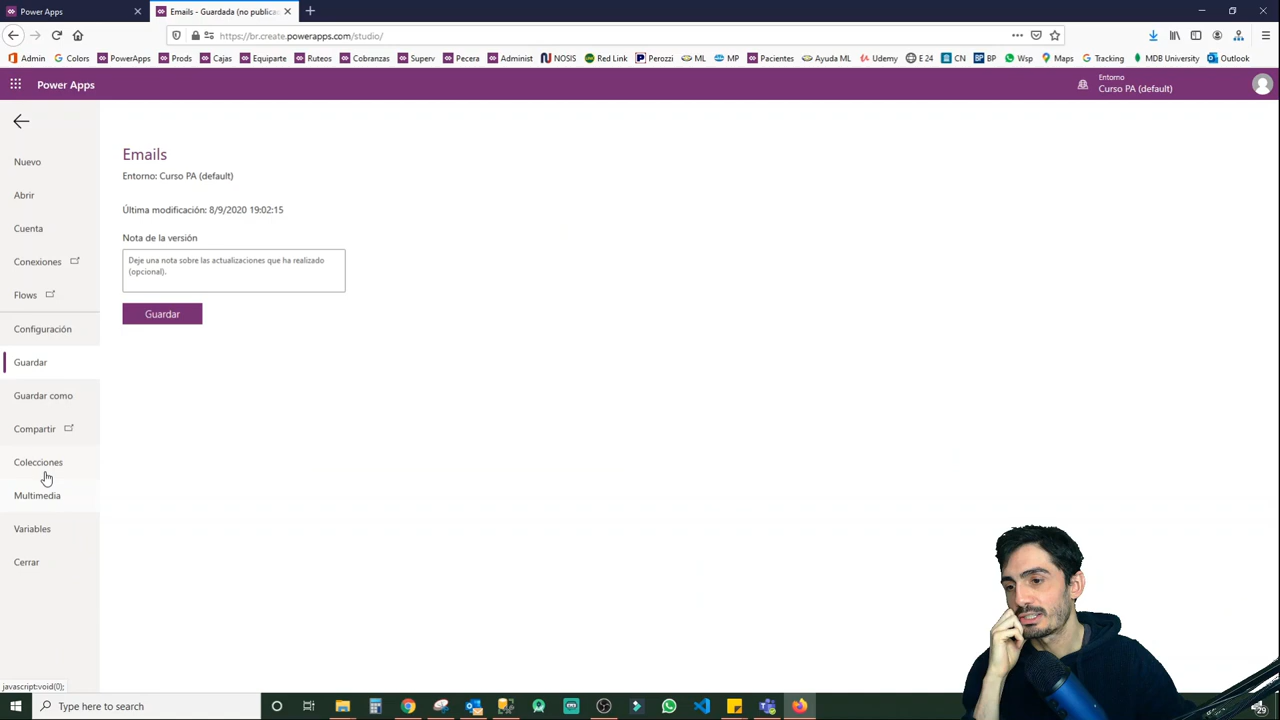 Power Apps
Emails - Guardada (no publica
https://br.create.powerapps.com/studio/
Admin Colors PowerApps Prods Cajas Equiparte Ruteos Cobranzas Superv Pecera Administ NOSIS Red Link Perozzi ML MP Pacientes Ayuda ML Udemy E 24 CN BP Wsp Maps Tracking MDB University Outlook
Power Apps
Entorno
Curso PA (default)
Nuevo
Abrir
Cuenta
Conexiones
Flows
Configuración
Guardar
Guardar como
Compartir
Colecciones
Multimedia
Variables
Cerrar
Emails
Entorno: Curso PA (default)
Última modificación: 8/9/2020 19:02:15
Nota de la versión
Deje una nota sobre las actualizaciones que ha realizado
(opcional).
Guardar
javascript:void(0);
Type here to search